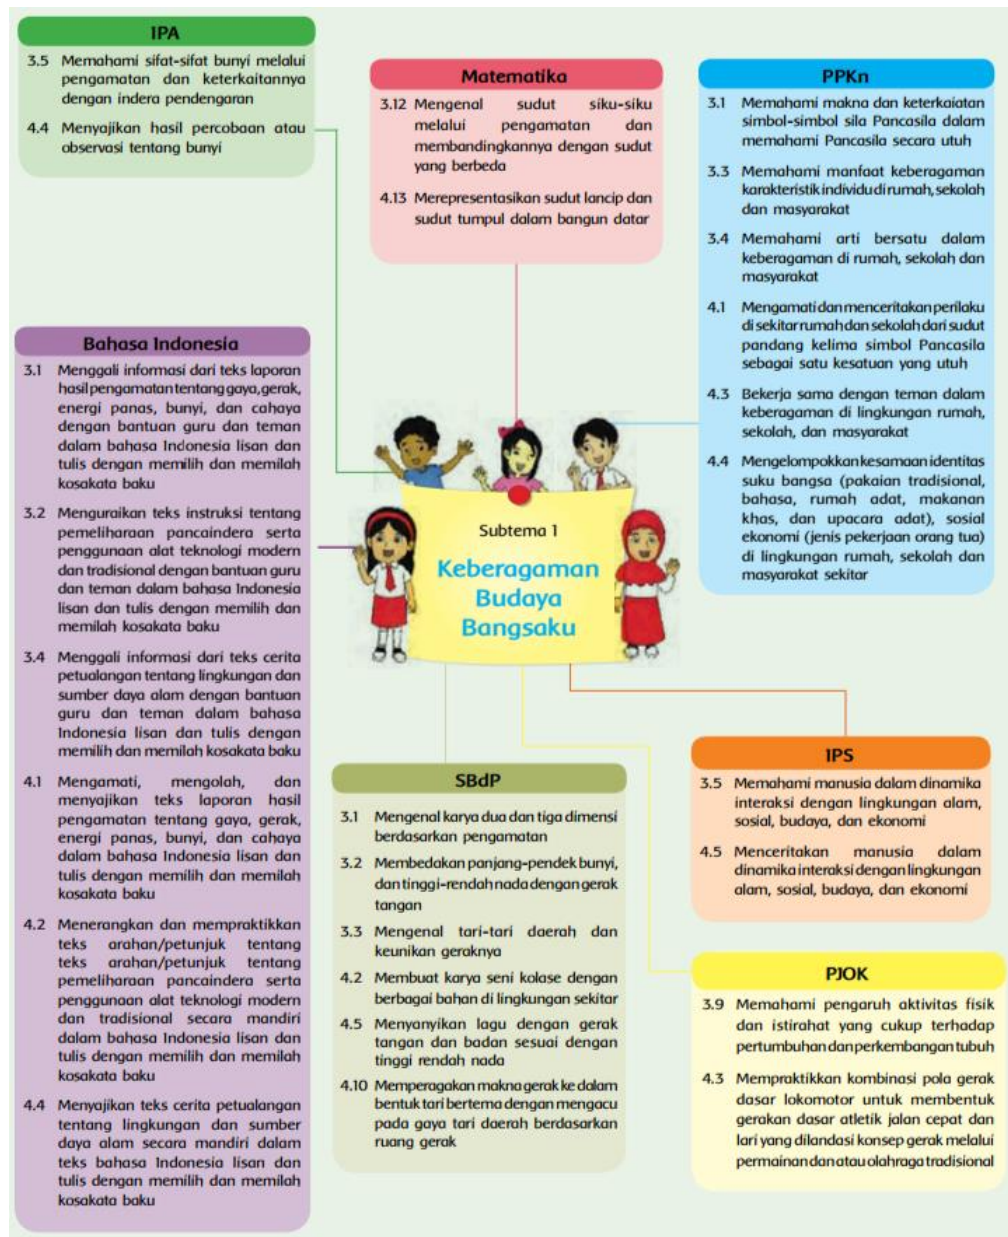 IPA
3.5 Memahami sifat-sifat bunyi melalui
pengamatan dan keterkaitannya
dengan indera pendengaran
4.4 Menyajikan hasil percobaan atau
observasi tentang bunyi
Matematika
3.12 Mengenal sudut siku-siku
melalui pengamatan dan
membandingkannya dengan sudut
yang berbeda
4.13 Merepresentasikan sudut lancip dan
sudut tumpul dalam bangun datar
PPKn
3.1 Memahami makna dan keterkaiatan
simbol-simbol sila Pancasila dalam
memahami Pancasila secara utuh
3.3 Memahami manfaat keberagaman
karakteristik individu di rumah, sekolah
dan masyarakat
3.4 Memahami arti bersatu dalam
keberagaman di rumah, sekolah dan
masyarakat
4.1 Mengamati dan menceritakan perilaku
di sekitar rumah dan sekolah dari sudut
pandang kelima simbol Pancasila
sebagai satu kesatuan yang utuh
4.3 Bekerja sama dengan teman dalam
keberagaman di lingkungan rumah,
sekolah, dan masyarakat
4.4 Mengelompokkan kesamaan identitas
suku bangsa (pakaian tradisional,
bahasa, rumah adat, makanan
khas, dan upacara adat), sosial
ekonomi (jenis pekerjaan orang tua)
di lingkungan rumah, sekolah dan
masyarakat sekitar
Bahasa Indonesia
3.1 Menggali informasi dari teks laporan
hasil pengamatan tentang gaya, gerak,
energi panas, bunyi, dan cahaya
dengan bantuan guru dan teman
dalam bahasa Indonesia lisan dan
tulis dengan memilih dan memilah
kosakata baku
3.2 Menguraikan teks instruksi tentang
pemeliharaan pancaindera serta
penggunaan alat teknologi modern
dan tradisional dengan bantuan guru
dan teman dalam bahasa Indonesia
lisan dan tulis dengan memilih dan
memilah kosakata baku
3.4 Menggali informasi dari teks cerita
petualangan tentang lingkungan dan
sumber daya alam dengan bantuan
guru dan teman dalam bahasa
Indonesia lisan dan tulis dengan
memilih dan memilah kosakata baku
4.1 Mengamati, mengolah, dan
menyajikan teks laporan hasil
pengamatan tentang gaya, gerak,
energi panas, bunyi, dan cahaya
dalam bahasa Indonesia lisan dan
tulis dengan memilih dan memilah
kosakata baku
4.2 Menerangkan dan mempraktikkan
teks arahan/petunjuk tentang
teks arahan/petunjuk tentang
pemeliharaan pancaindera serta
penggunaan alat teknologi modern
dan tradisional secara mandiri
dalam bahasa Indonesia lisan dan
tulis dengan memilih dan memilah
kosakata baku
4.4 Menyajikan teks cerita petualangan
tentang lingkungan dan sumber
daya alam secara mandiri dalam
teks bahasa Indonesia lisan dan
tulis dengan memilih dan memilah
kosakata baku
Subtema 1
Keberagaman
Budaya
Bangsaku
SBdP
3.1 Mengenal karya dua dan tiga dimensi
berdasarkan pengamatan
3.2 Membedakan panjang-pendek bunyi,
dan tinggi-rendah nada dengan gerak
tangan
3.3 Mengenal tari-tari daerah dan
keunikan geraknya
4.2 Membuat karya seni kolase dengan
berbagai bahan di lingkungan sekitar
4.5 Menyanyikan lagu dengan gerak
tangan dan badan sesuai dengan
tinggi rendah nada
4.10 Memperagakan makna gerak ke dalam
bentuk tari bertema dengan mengacu
pada gaya tari daerah berdasarkan
ruang gerak
IPS
3.5 Memahami manusia dalam dinamika
interaksi dengan lingkungan alam,
sosial, budaya, dan ekonomi
4.5 Menceritakan manusia dalam
dinamika interaksi dengan lingkungan
alam, sosial, budaya, dan ekonomi
PJOK
3.9 Memahami pengaruh aktivitas fisik
dan istirahat yang cukup terhadap
pertumbuhan dan perkembangan tubuh
4.3 Mempraktikkan kombinasi pola gerak
dasar lokomotor untuk membentuk
gerakan dasar atletik jalan cepat dan
lari yang dilandasi konsep gerak melalui
permainan dan atau olahraga tradisional